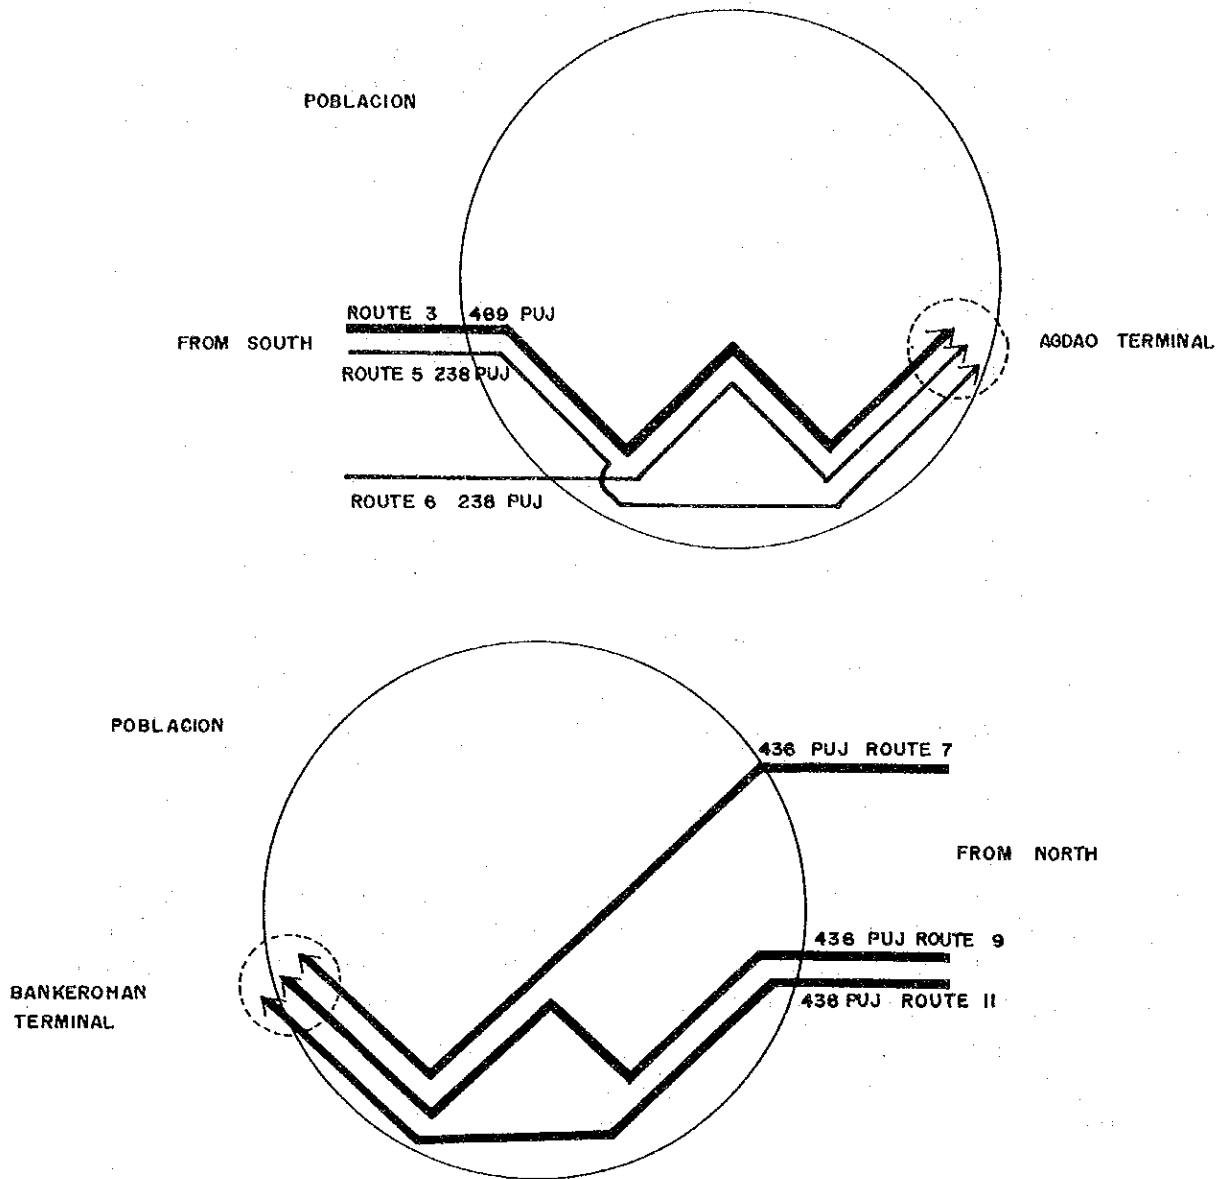 POBLACION
ROUTE 3 489 PUJ
FROM SOUTH
AGDAO TERMINAL
ROUTE 5 238 PUJ
ROUTE 6 238 PUJ
POBLACION
436 PUJ ROUTE 7
FROM NORTH
436 PUJ ROUTE 9
BANKEROHAN
TERMINAL
436 PUJ ROUTE 11